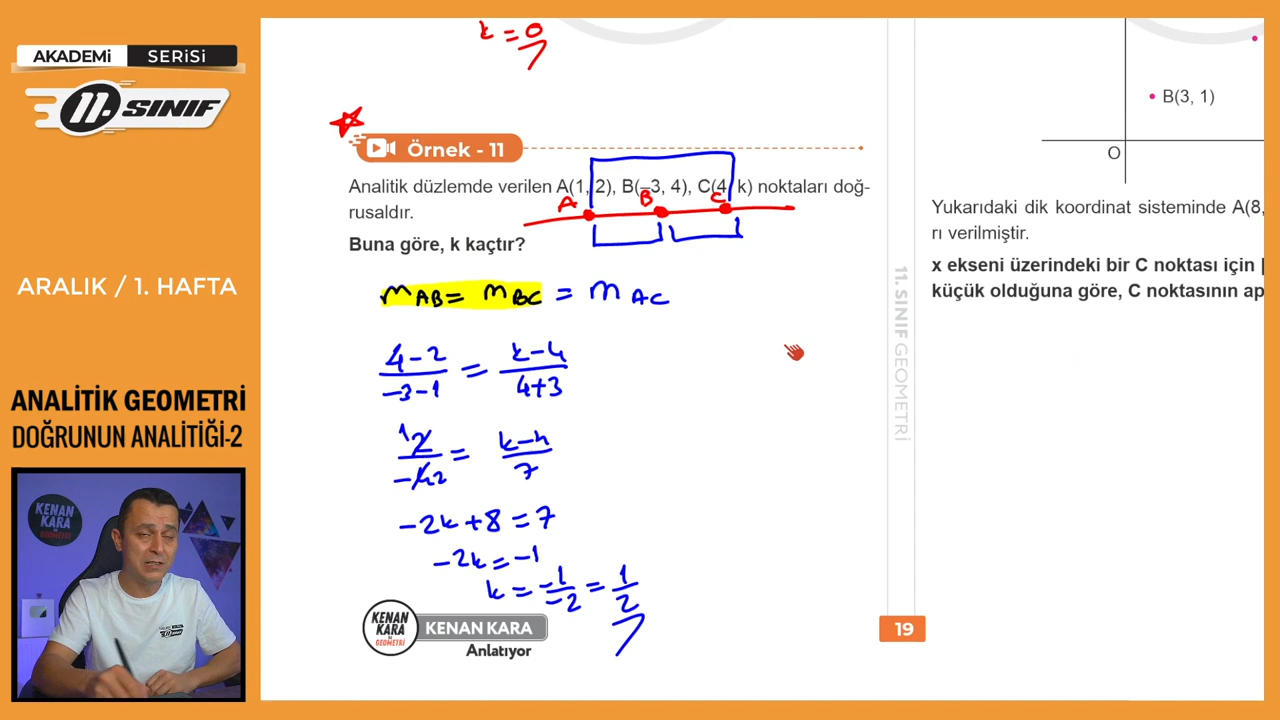 AKADEMİ SERİSİ
11. SINIF
ARALIK / 1. HAFTA
ANALİTİK GEOMETRİ
DOĞRUNUN ANALİTİĞİ-2
KENAN KARA
k = 0
Örnek - 11
Analitik düzlemde verilen A(1, 2), B(–3, 4), C(4, k) noktaları doğ-
rusaldır.
A B C
Buna göre, k kaçtır?
m_AB = m_BC = m_AC
(4-2)/(-3-1) = (k-4)/(4+3)
1 2/-4 2 = (k-4)/7
-2k+8=7
-2k=-1
k = -1/-2 = 1/2
KENAN KARA GEOMETRİ
KENAN KARA
Anlatıyor
19
11. SINIF GEOMETRİ
B(3, 1)
O
Yukarıdaki dik koordinat sisteminde A(8,
rı verilmiştir.
x ekseni üzerindeki bir C noktası için
küçük olduğuna göre, C noktasının ap